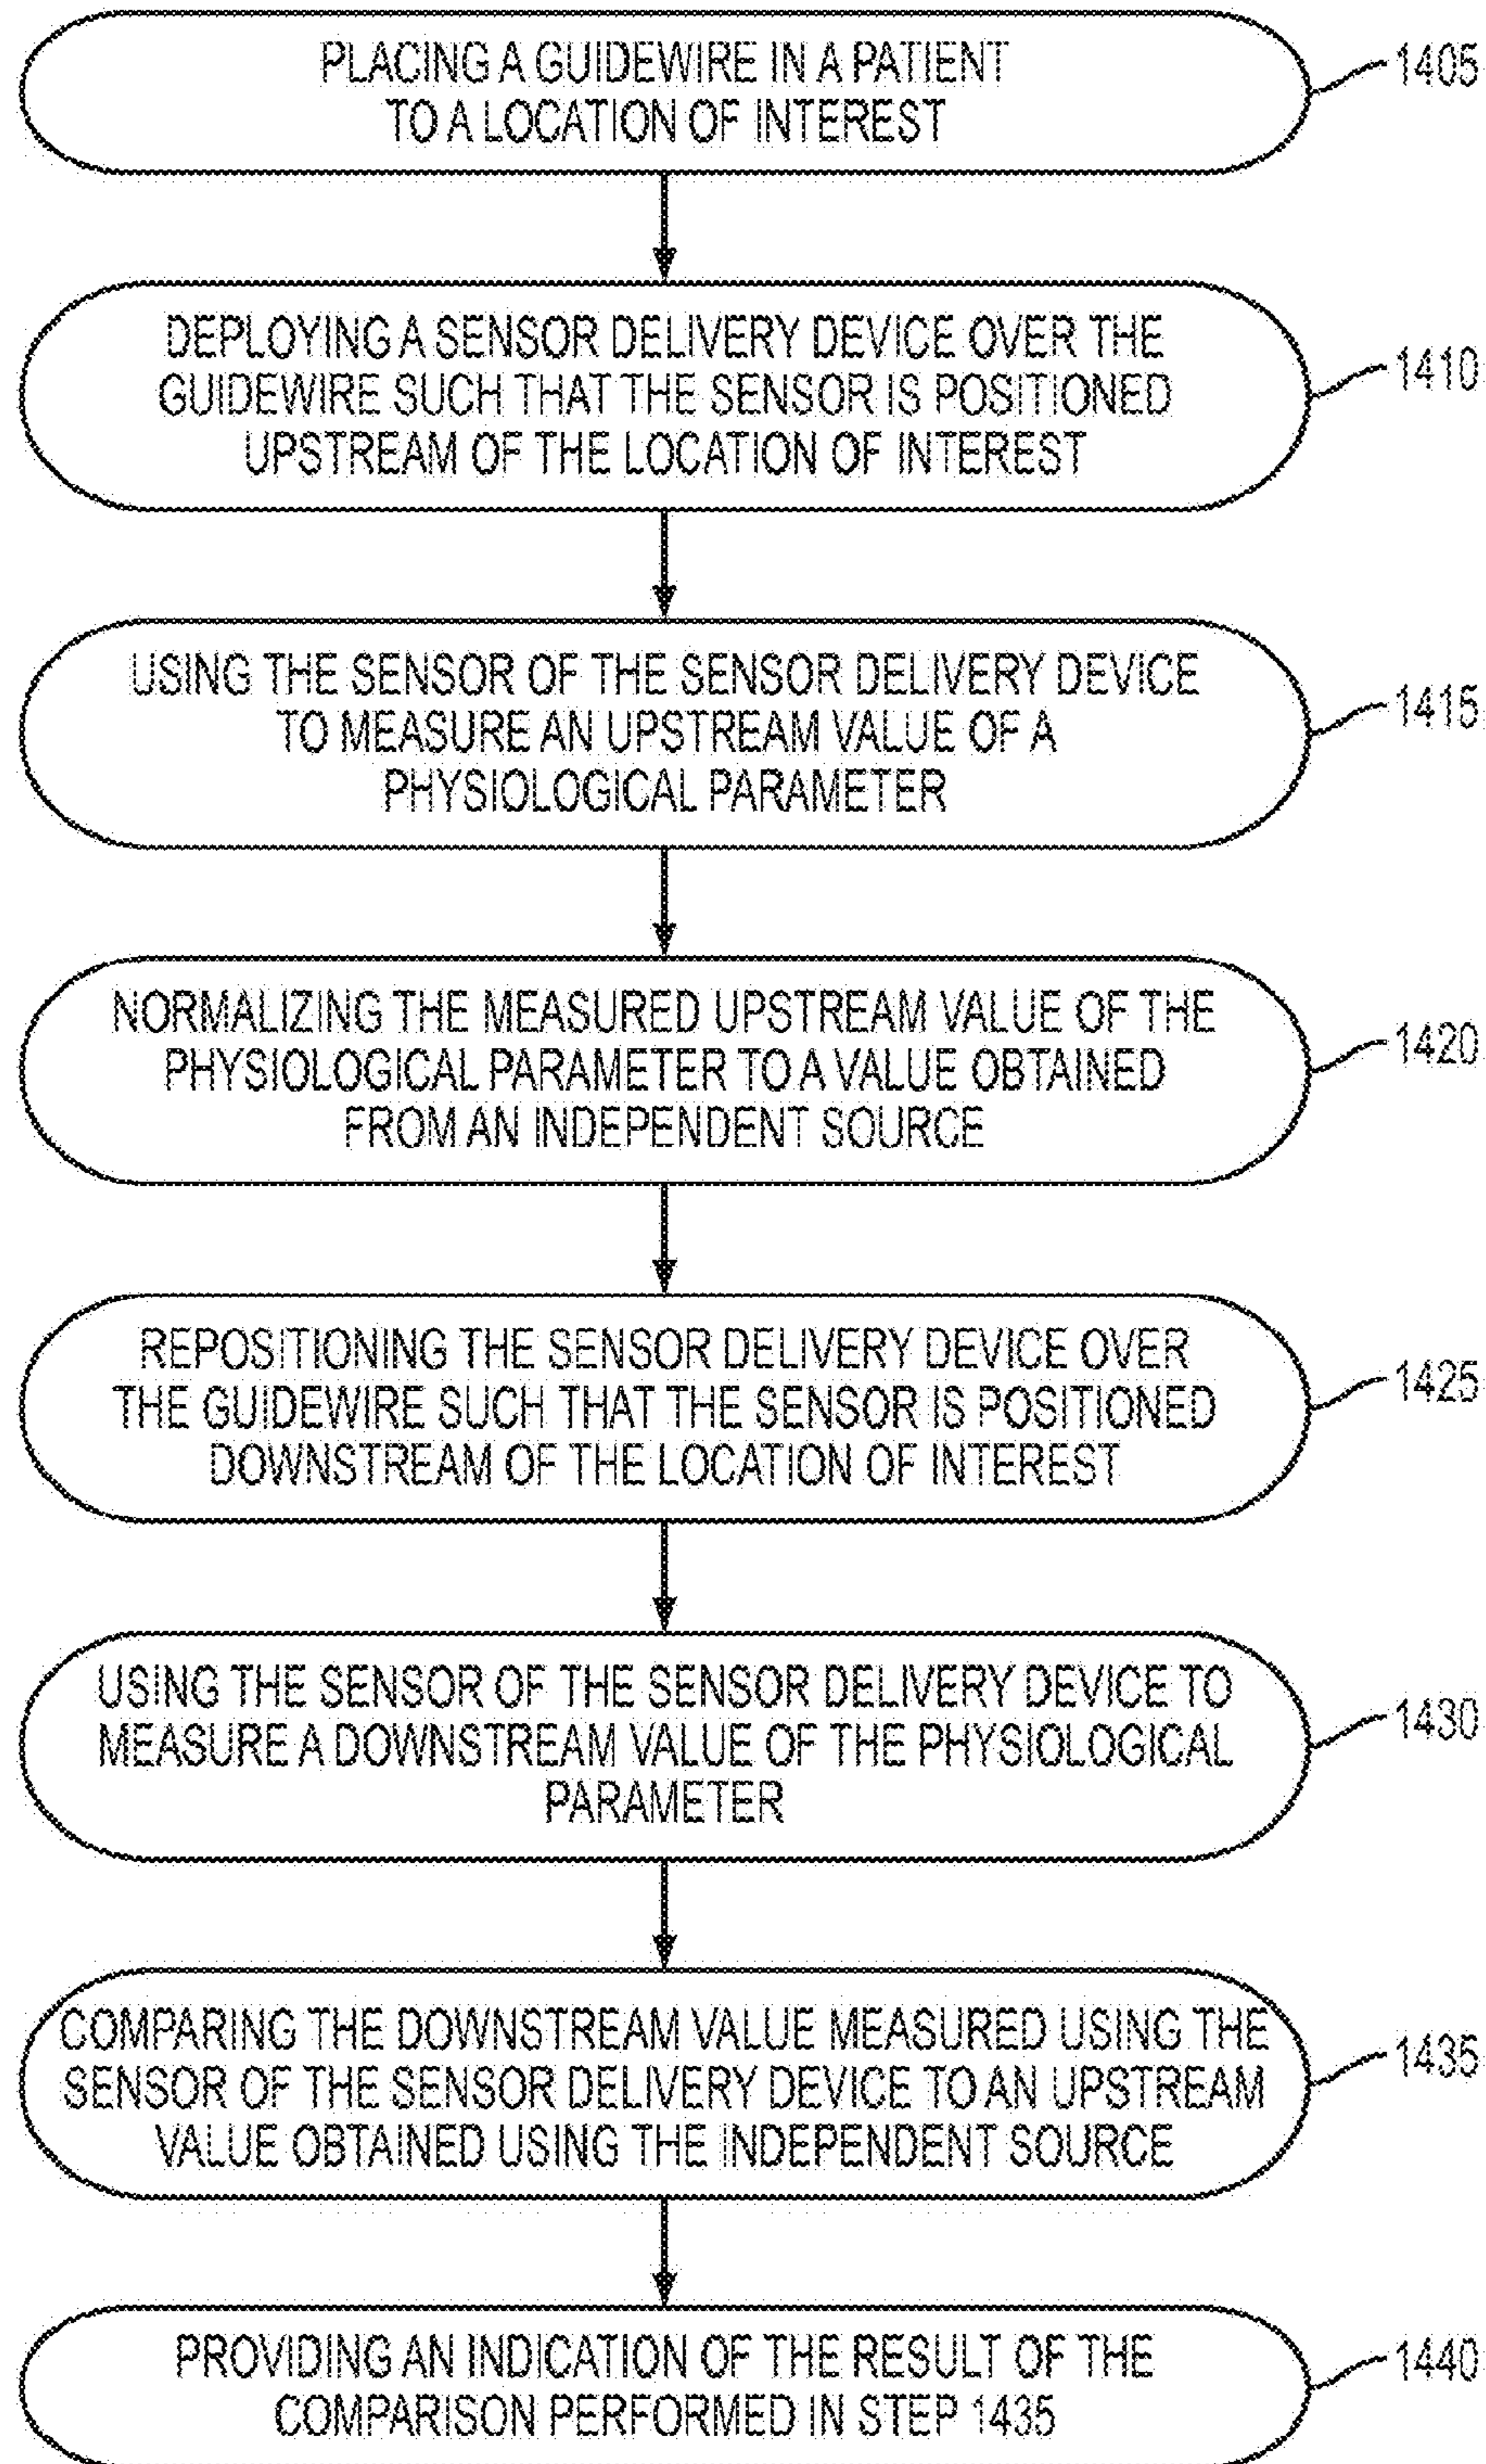 PLACING A GUIDEWIRE IN A PATIENT
TO A LOCATION OF INTEREST
1405
DEPLOYING A SENSOR DELIVERY DEVICE OVER THE
GUIDEWIRE SUCH THAT THE SENSOR IS POSITIONED
UPSTREAM OF THE LOCATION OF INTEREST
1410
USING THE SENSOR OF THE SENSOR DELIVERY DEVICE
TO MEASURE AN UPSTREAM VALUE OF A
PHYSIOLOGICAL PARAMETER
1415
NORMALIZING THE MEASURED UPSTREAM VALUE OF THE
PHYSIOLOGICAL PARAMETER TO A VALUE OBTAINED
FROM AN INDEPENDENT SOURCE
1420
REPOSITIONING THE SENSOR DELIVERY DEVICE OVER
THE GUIDEWIRE SUCH THAT THE SENSOR IS POSITIONED
DOWNSTREAM OF THE LOCATION OF INTEREST
1425
USING THE SENSOR OF THE SENSOR DELIVERY DEVICE TO
MEASURE A DOWNSTREAM VALUE OF THE PHYSIOLOGICAL
PARAMETER
1430
COMPARING THE DOWNSTREAM VALUE MEASURED USING THE
SENSOR OF THE SENSOR DELIVERY DEVICE TO AN UPSTREAM
VALUE OBTAINED USING THE INDEPENDENT SOURCE
1435
PROVIDING AN INDICATION OF THE RESULT OF THE
COMPARISON PERFORMED IN STEP 1435
1440